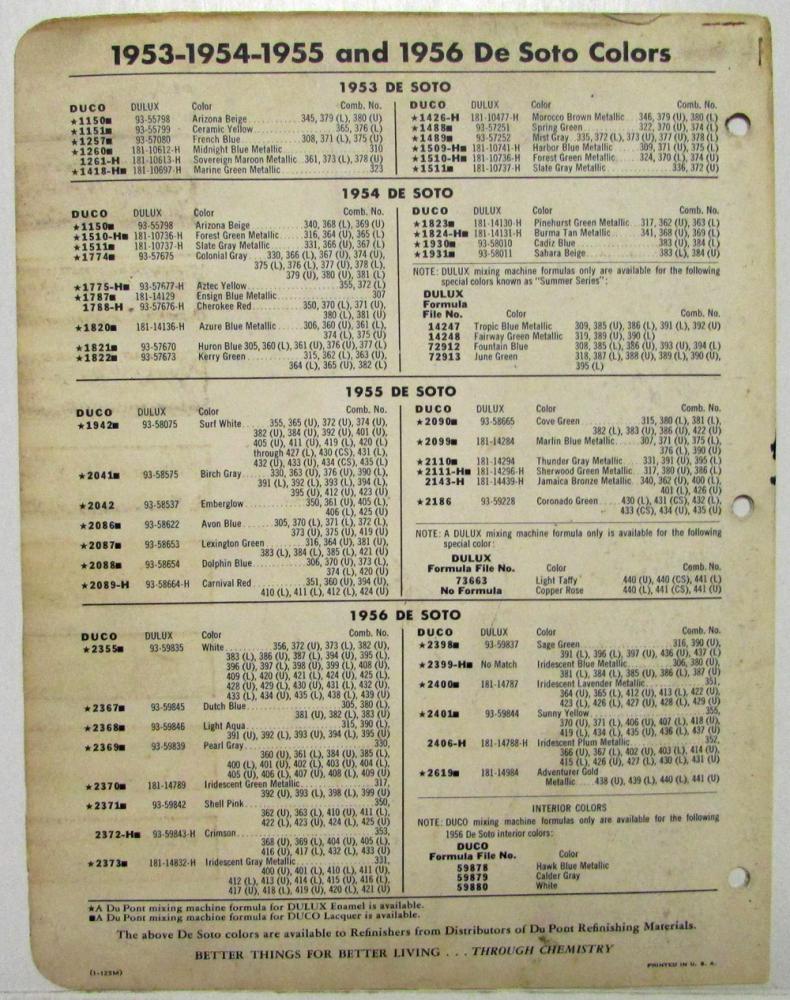 1953-1954-1955 and 1956 De Soto Colors
1953 DE SOTO
DUCO DULUX Color Comb. No.
★1150■ 93-55798 Arizona Beige 345, 379 (L), 380 (U)
★1151■ 93-55799 Ceramic Yellow 365, 376 (L)
★1257■ 93-57080 French Blue 308, 371 (L), 375 (U)
★1260■ 181-10612-H Midnight Blue Metallic 310
1261-H 181-10613-H Sovereign Maroon Metallic 361, 373 (L), 378 (U)
★1418-H■ 181-10697-H Marine Green Metallic 323
DUCO DULUX Color Comb. No.
★1426-H 181-10477-H Morocco Brown Metallic 346, 379 (U), 380 (L)
★1488■ 93-57251 Spring Green 322, 370 (U), 374 (L)
★1489■ 93-57252 Mist Gray 335, 372 (L), 373 (U), 377 (U), 378 (L)
★1509-H■ 181-10741-H Harbor Blue Metallic 309, 371 (U), 375 (L)
★1510-H■ 181-10736-H Forest Green Metallic 324, 370 (L), 374 (U)
★1511■ 181-10737-H Slate Gray Metallic 336, 372 (U)
1954 DE SOTO
DUCO DULUX Color Comb. No.
★1150■ 93-55798 Arizona Beige 340, 368 (L), 369 (U)
★1510-H■ 181-10736-H Forest Green Metallic 316, 364 (U), 365 (L)
★1511■ 181-10737-H Slate Gray Metallic 331, 366 (U), 367 (L)
★1774■ 93-57675 Colonial Gray 330, 366 (L), 367 (U), 374 (U),
375 (L), 376 (L), 377 (U), 378 (L),
379 (U), 380 (U), 381 (L)
★1775-H■ 93-57677-H Aztec Yellow 355, 372 (L)
★1787■ 181-14129 Ensign Blue Metallic 307
1788-H 93-57676-H Cherokee Red 350, 370 (L), 371 (U),
380 (L), 381 (U)
★1820■ 181-14136-H Azure Blue Metallic 306, 360 (U), 361 (L),
374 (L), 375 (U)
★1821■ 93-57670 Huron Blue 305, 360 (L), 361 (U), 376 (U), 377 (L)
★1822■ 93-57673 Kerry Green 315, 362 (L), 363 (U),
364 (L), 365 (U), 382 (L)
DUCO DULUX Color Comb. No.
★1823■ 181-14130-H Pinehurst Green Metallic 317, 362 (U), 363 (L)
★1824-H■ 181-14131-H Burma Tan Metallic 341, 368 (U), 369 (L)
★1930■ 93-58010 Cadiz Blue 383 (U), 384 (L)
★1931■ 93-58011 Sahara Beige 383 (L), 384 (U)
NOTE: DULUX mixing machine formulas only are available for the following
special colors known as "Summer Series":
DULUX
Formula
File No. Color Comb. No.
14247 Tropic Blue Metallic 309, 385 (U), 386 (L), 391 (L), 392 (U)
14248 Fairway Green Metallic 319, 389 (U), 390 (L)
72912 Fountain Blue 308, 385 (L), 386 (U), 393 (U), 394 (L)
72913 June Green 318, 387 (L), 388 (U), 389 (L), 390 (U),
395 (L)
1955 DE SOTO
DUCO DULUX Color Comb. No.
★1942■ 93-58075 Surf White 355, 365 (U), 372 (U), 374 (U),
382 (U), 384 (U), 392 (U), 401 (U),
405 (U), 411 (U), 419 (L), 420 (L)
through 427 (L), 430 (CS), 431 (L),
432 (U), 433 (U), 434 (CS), 435 (L)
★2041■ 93-58575 Birch Gray 330, 363 (U), 376 (U), 390 (L),
391 (L), 392 (L), 393 (L), 394 (L),
395 (U), 412 (U), 423 (U)
★2042 93-58537 Emberglow 350, 361 (U), 405 (L),
406 (L), 425 (U)
★2086■ 93-58622 Avon Blue 305, 370 (L), 371 (L), 372 (L),
373 (U), 375 (U), 419 (U)
★2087■ 93-58653 Lexington Green 316, 364 (U), 381 (U),
383 (L), 384 (L), 385 (L), 421 (U)
★2088■ 93-58654 Dolphin Blue 306, 370 (U), 373 (L),
374 (L), 420 (U)
★2089-H 93-58664-H Carnival Red 351, 360 (U), 394 (U),
410 (L), 411 (L), 412 (L), 424 (U)
DUCO DULUX Color Comb. No.
★2090■ 93-58665 Cove Green 315, 380 (L), 381 (L),
382 (L), 383 (U), 386 (U), 422 (U)
★2099■ 181-14284 Marlin Blue Metallic 307, 371 (U), 375 (L),
376 (L), 390 (U)
★2110■ 181-14294 Thunder Gray Metallic 331, 391 (U), 395 (L)
★2111-H■ 181-14296-H Sherwood Green Metallic 317, 380 (U), 386 (L)
2143-H 181-14439-H Jamaica Bronze Metallic 340, 362 (U), 400 (L),
401 (L), 426 (U)
★2186 93-59228 Coronado Green 430 (L), 431 (CS), 432 (L),
433 (CS), 434 (U), 435 (U)
NOTE: A DULUX mixing machine formula only is available for the following
special color:
DULUX
Formula File No. Color Comb. No.
73663 Light Taffy 440 (U), 440 (CS), 441 (L)
No Formula Copper Rose 440 (L), 441 (CS), 441 (U)
1956 DE SOTO
DUCO DULUX Color Comb. No.
★2355■ 93-59835 White 356, 372 (U), 373 (L), 382 (U),
383 (L), 386 (U), 387 (L), 394 (U), 395 (L),
396 (U), 397 (L), 398 (U), 399 (L), 408 (U),
409 (L), 420 (U), 421 (L), 424 (U), 425 (L),
428 (U), 429 (L), 430 (U), 431 (L), 432 (U),
433 (L), 434 (U), 435 (L), 438 (L), 439 (U)
★2367■ 93-59845 Dutch Blue 305, 380 (L),
381 (U), 382 (L), 383 (U)
★2368■ 93-59846 Light Aqua 315, 390 (L),
391 (U), 392 (L), 393 (U), 394 (L), 395 (U)
★2369■ 93-59839 Pearl Gray 330,
360 (U), 361 (L), 384 (U), 385 (L),
400 (L), 401 (U), 402 (L), 403 (U), 404 (L),
405 (U), 406 (L), 407 (U), 408 (L), 409 (U)
★2370■ 181-14789 Iridescent Green Metallic 317,
392 (U), 393 (L), 398 (L), 399 (U)
★2371■ 93-59842 Shell Pink 350,
362 (U), 363 (L), 410 (U), 411 (L),
422 (L), 423 (U), 424 (L), 425 (U)
2372-H■ 93-59843-H Crimson 353,
368 (U), 369 (L), 404 (U), 405 (L),
416 (U), 417 (L), 432 (L), 433 (U)
★2373■ 181-14832-H Iridescent Gray Metallic 331,
400 (U), 401 (L), 410 (L), 411 (U),
412 (L), 413 (U), 414 (L), 415 (U), 416 (L),
417 (U), 418 (L), 419 (U), 420 (L), 421 (U)
DUCO DULUX Color Comb. No.
★2398■ 93-59837 Sage Green 316, 390 (U),
391 (L), 396 (L), 397 (U), 436 (U), 437 (L)
★2399-H■ No Match Iridescent Blue Metallic 306, 380 (U),
381 (L), 384 (L), 385 (U), 386 (L), 387 (U)
★2400■ 181-14787 Iridescent Lavender Metallic 351,
364 (U), 365 (L), 412 (U), 413 (L), 422 (U),
423 (L), 426 (U), 427 (L), 428 (L), 429 (U)
★2401■ 93-59844 Sunny Yellow 355,
370 (U), 371 (L), 406 (U), 407 (L), 418 (U),
419 (L), 434 (L), 435 (U), 436 (L), 437 (U)
2406-H 181-14788-H Iridescent Plum Metallic 352,
366 (U), 367 (L), 402 (U), 403 (L), 414 (U),
415 (L), 426 (L), 427 (U), 430 (L), 431 (U)
★2619■ 181-14984 Adventurer Gold
Metallic 438 (U), 439 (L), 440 (L), 441 (U)
INTERIOR COLORS
NOTE: DUCO mixing machine formulas only are available for the following
1956 De Soto interior colors:
DUCO
Formula File No. Color
59878 Hawk Blue Metallic
59879 Calder Gray
59880 White
★A Du Pont mixing machine formula for DULUX Enamel is available.
■A Du Pont mixing machine formula for DUCO Lacquer is available.
The above De Soto colors are available to Refinishers from Distributors of Du Pont Refinishing Materials.
BETTER THINGS FOR BETTER LIVING . . . THROUGH CHEMISTRY
(1-125M)
PRINTED IN U. S. A.